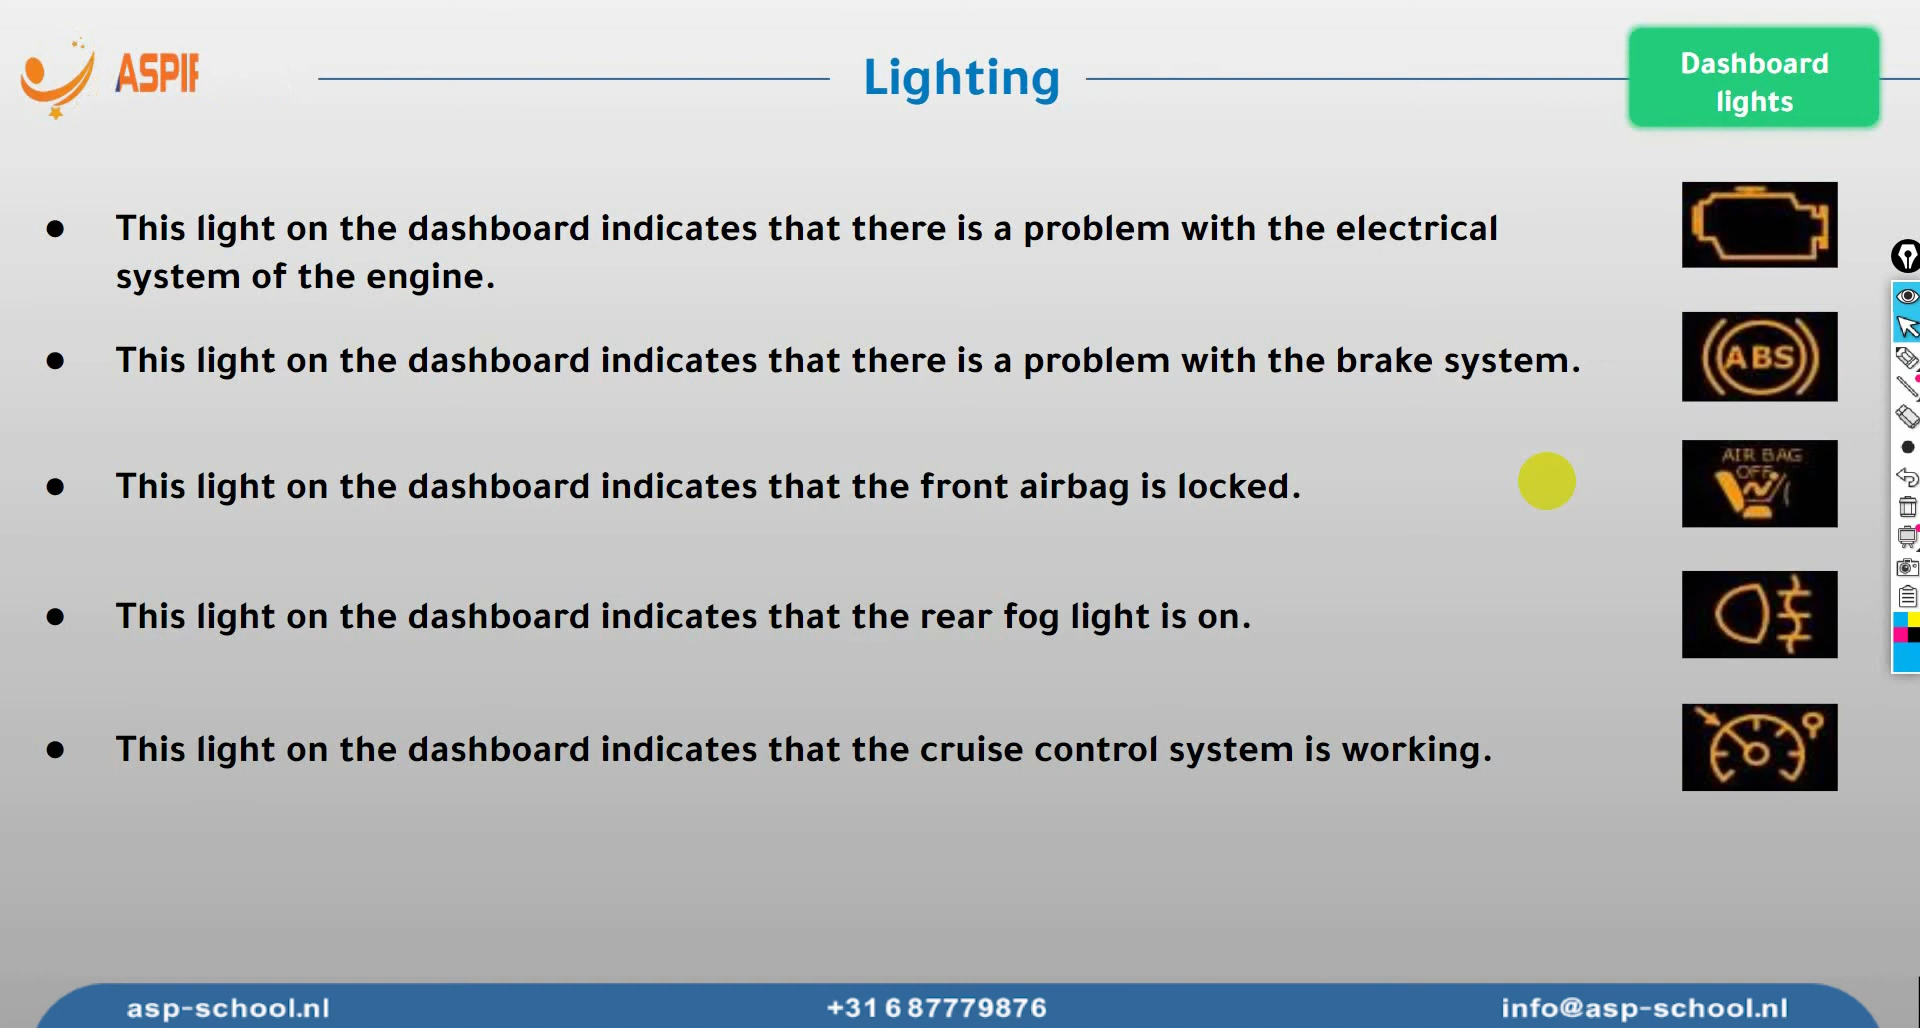 ASPIF
Lighting
Dashboard
lights
● This light on the dashboard indicates that there is a problem with the electrical
system of the engine.
● This light on the dashboard indicates that there is a problem with the brake system.
ABS
● This light on the dashboard indicates that the front airbag is locked.
AIR BAG
OFF
● This light on the dashboard indicates that the rear fog light is on.
● This light on the dashboard indicates that the cruise control system is working.
asp-school.nl
+31 6 87779876
info@asp-school.nl